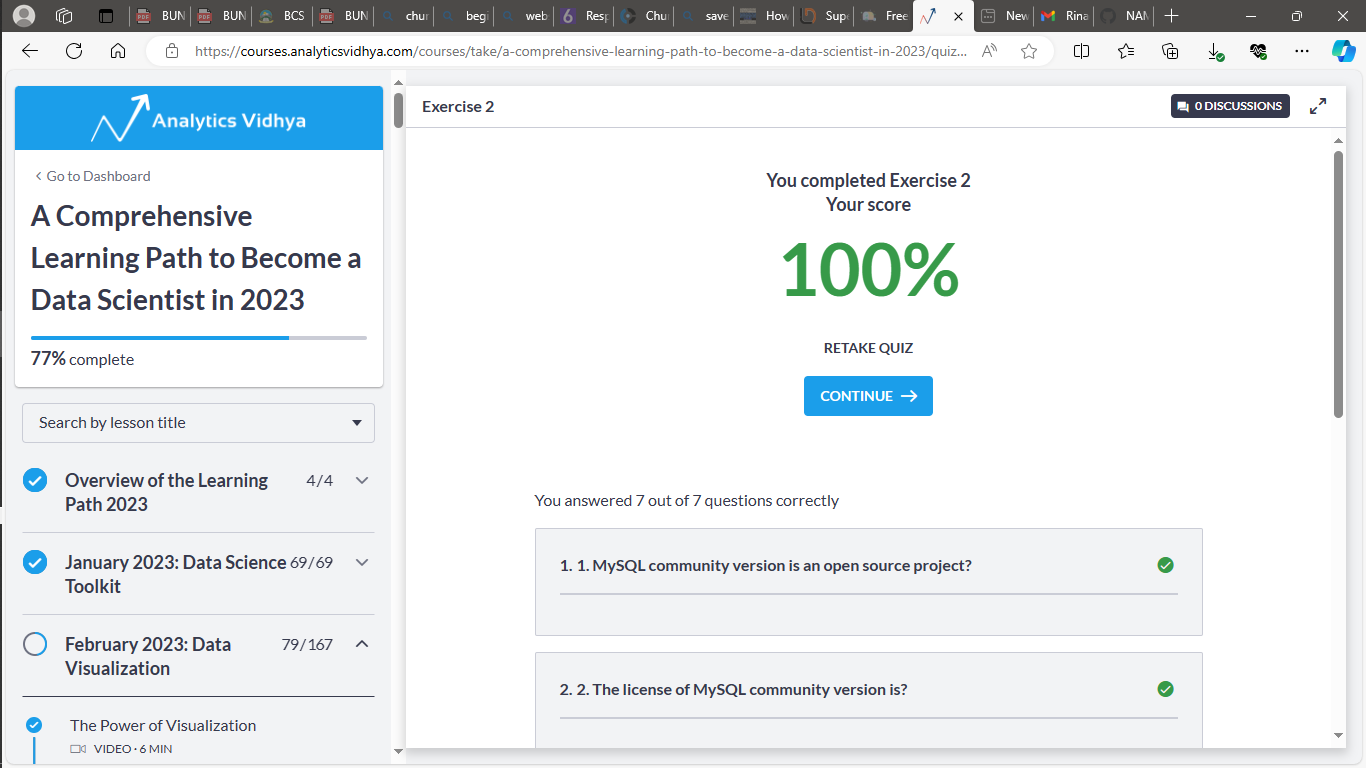 BUN
BUN
BCS
BUN
chur
begi
web
Resp
Chu
save
How
Supe
Free
New
Rina
NAM
https://courses.analyticsvidhya.com/courses/take/a-comprehensive-learning-path-to-become-a-data-scientist-in-2023/quiz...
Analytics Vidhya
Go to Dashboard
A Comprehensive
Learning Path to Become a
Data Scientist in 2023
77% complete
Search by lesson title
Overview of the Learning 4/4
Path 2023
January 2023: Data Science 69/69
Toolkit
February 2023: Data 79/167
Visualization
The Power of Visualization
VIDEO · 6 MIN
Exercise 2
0 DISCUSSIONS
You completed Exercise 2
Your score
100%
RETAKE QUIZ
CONTINUE
You answered 7 out of 7 questions correctly
1. 1. MySQL community version is an open source project?
2. 2. The license of MySQL community version is?